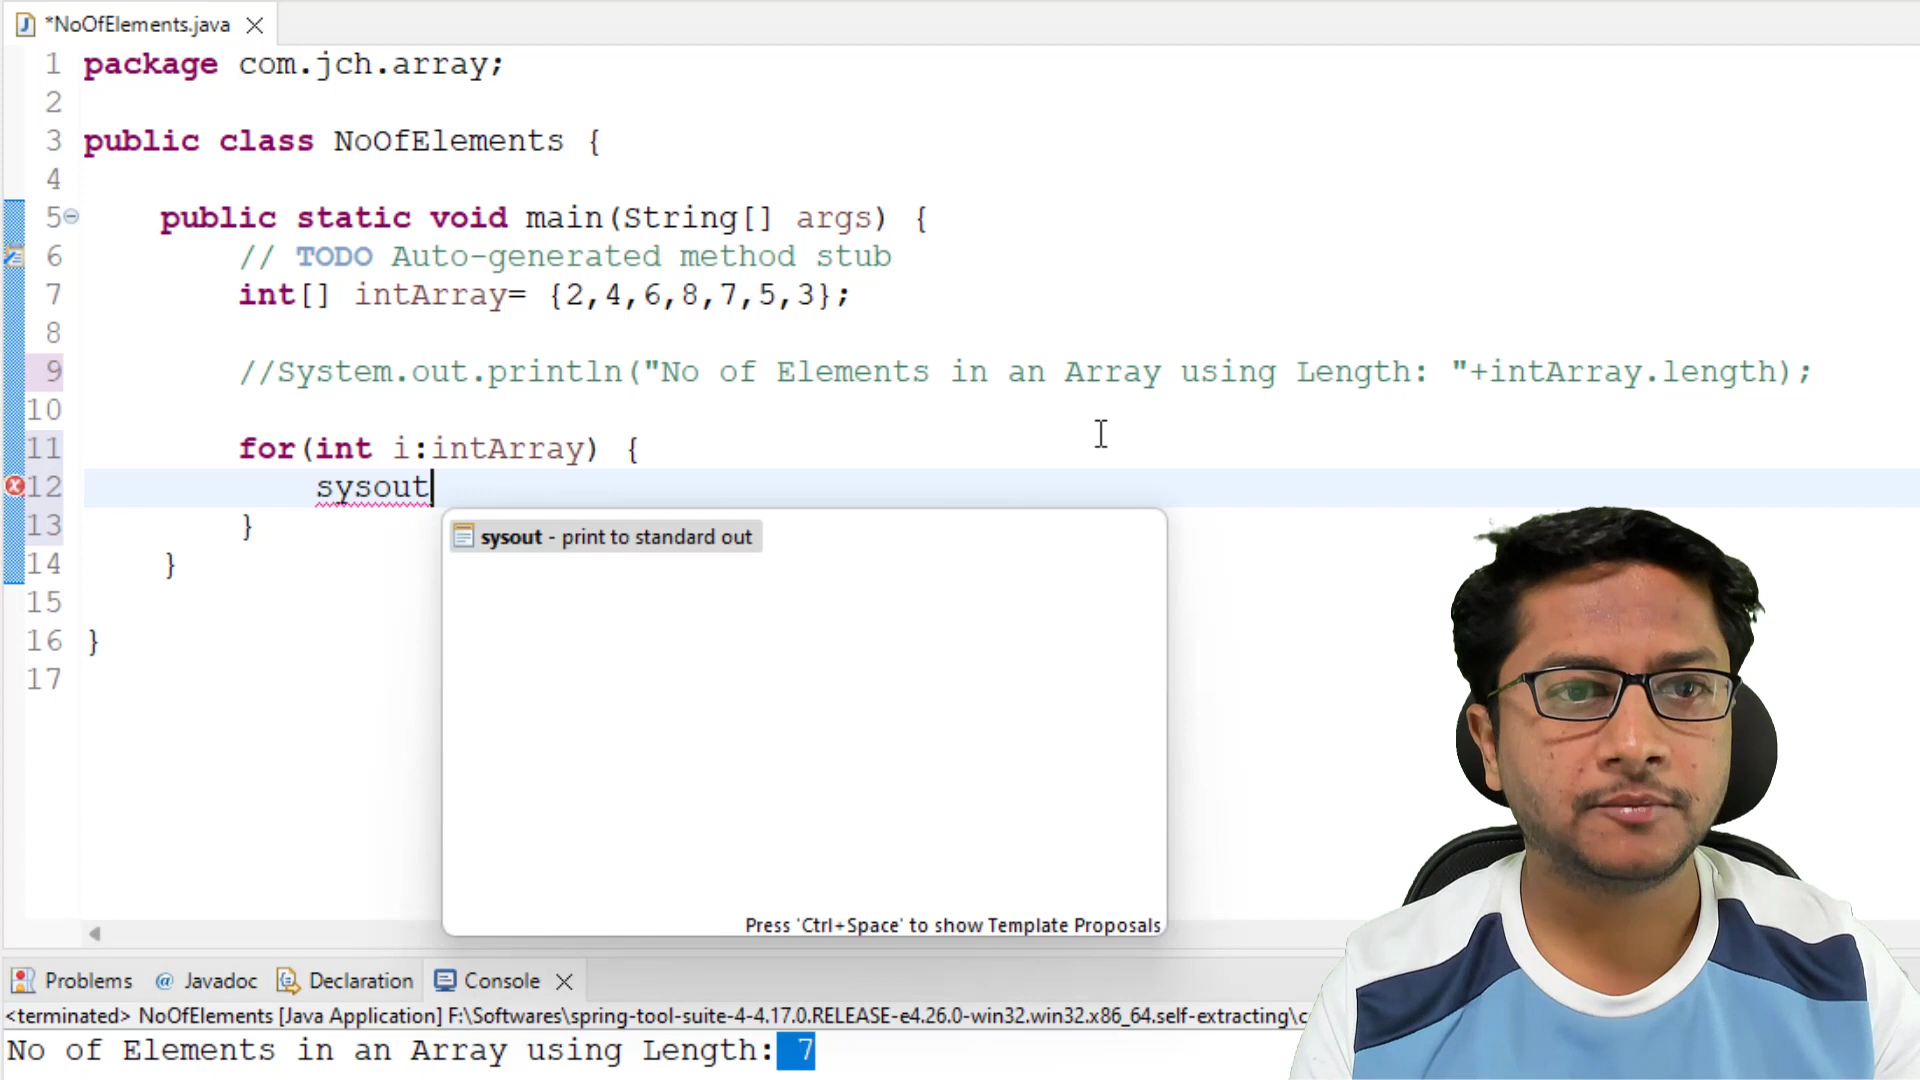 *NoOfElements.java
1 package com.jch.array;
2
3 public class NoOfElements {
4
5 public static void main(String[] args) {
6 // TODO Auto-generated method stub
7 int[] intArray= {2,4,6,8,7,5,3};
8
9 //System.out.println("No of Elements in an Array using Length: "+intArray.length);
10
11 for(int i:intArray) {
12 sysout
13 }
14 }
15
16 }
17
sysout - print to standard out
Press 'Ctrl+Space' to show Template Proposals
Problems @ Javadoc Declaration Console
<terminated> NoOfElements [Java Application] F:\Softwares\spring-tool-suite-4-4.17.0.RELEASE-e4.26.0-win32.win32.x86_64.self-extracting\c
No of Elements in an Array using Length: 7